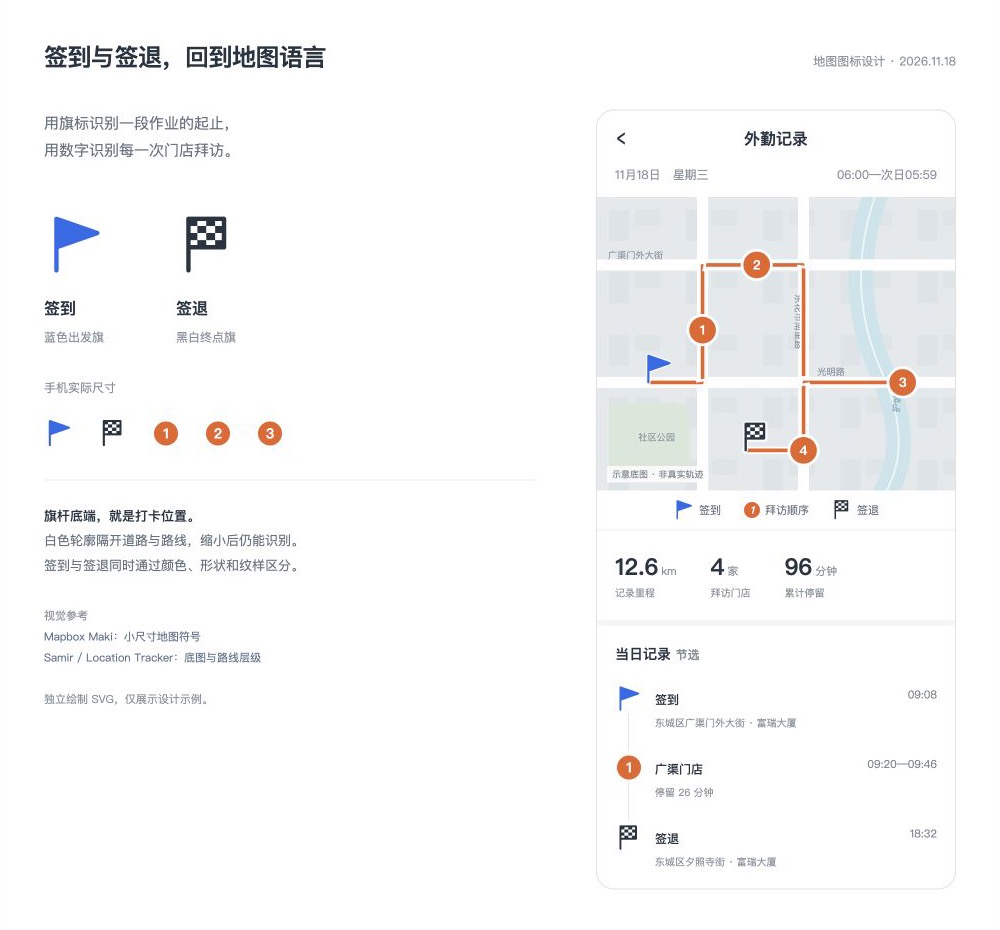 签到与签退，回到地图语言
地图图标设计 · 2026.11.18
用旗标识别一段作业的起止，
用数字识别每一次门店拜访。
签到
蓝色出发旗
签退
黑白终点旗
手机实际尺寸
1
2
3
旗杆底端，就是打卡位置。
白色轮廓隔开道路与路线，缩小后仍能识别。
签到与签退同时通过颜色、形状和纹样区分。
视觉参考
Mapbox Maki：小尺寸地图符号
Samir / Location Tracker：底图与路线层级
独立绘制 SVG，仅展示设计示例。
外勤记录
11月18日 星期三
06:00—次日05:59
广渠门外大街
2
1
光明路
3
社区公园
4
示意底图 · 非真实轨迹
签到
1 拜访顺序
签退
12.6 km
记录里程
4 家
拜访门店
96 分钟
累计停留
当日记录 节选
签到
09:08
东城区广渠门外大街 · 富瑞大厦
1
广渠门店
09:20—09:46
停留 26 分钟
签退
18:32
东城区夕照寺街 · 富瑞大厦